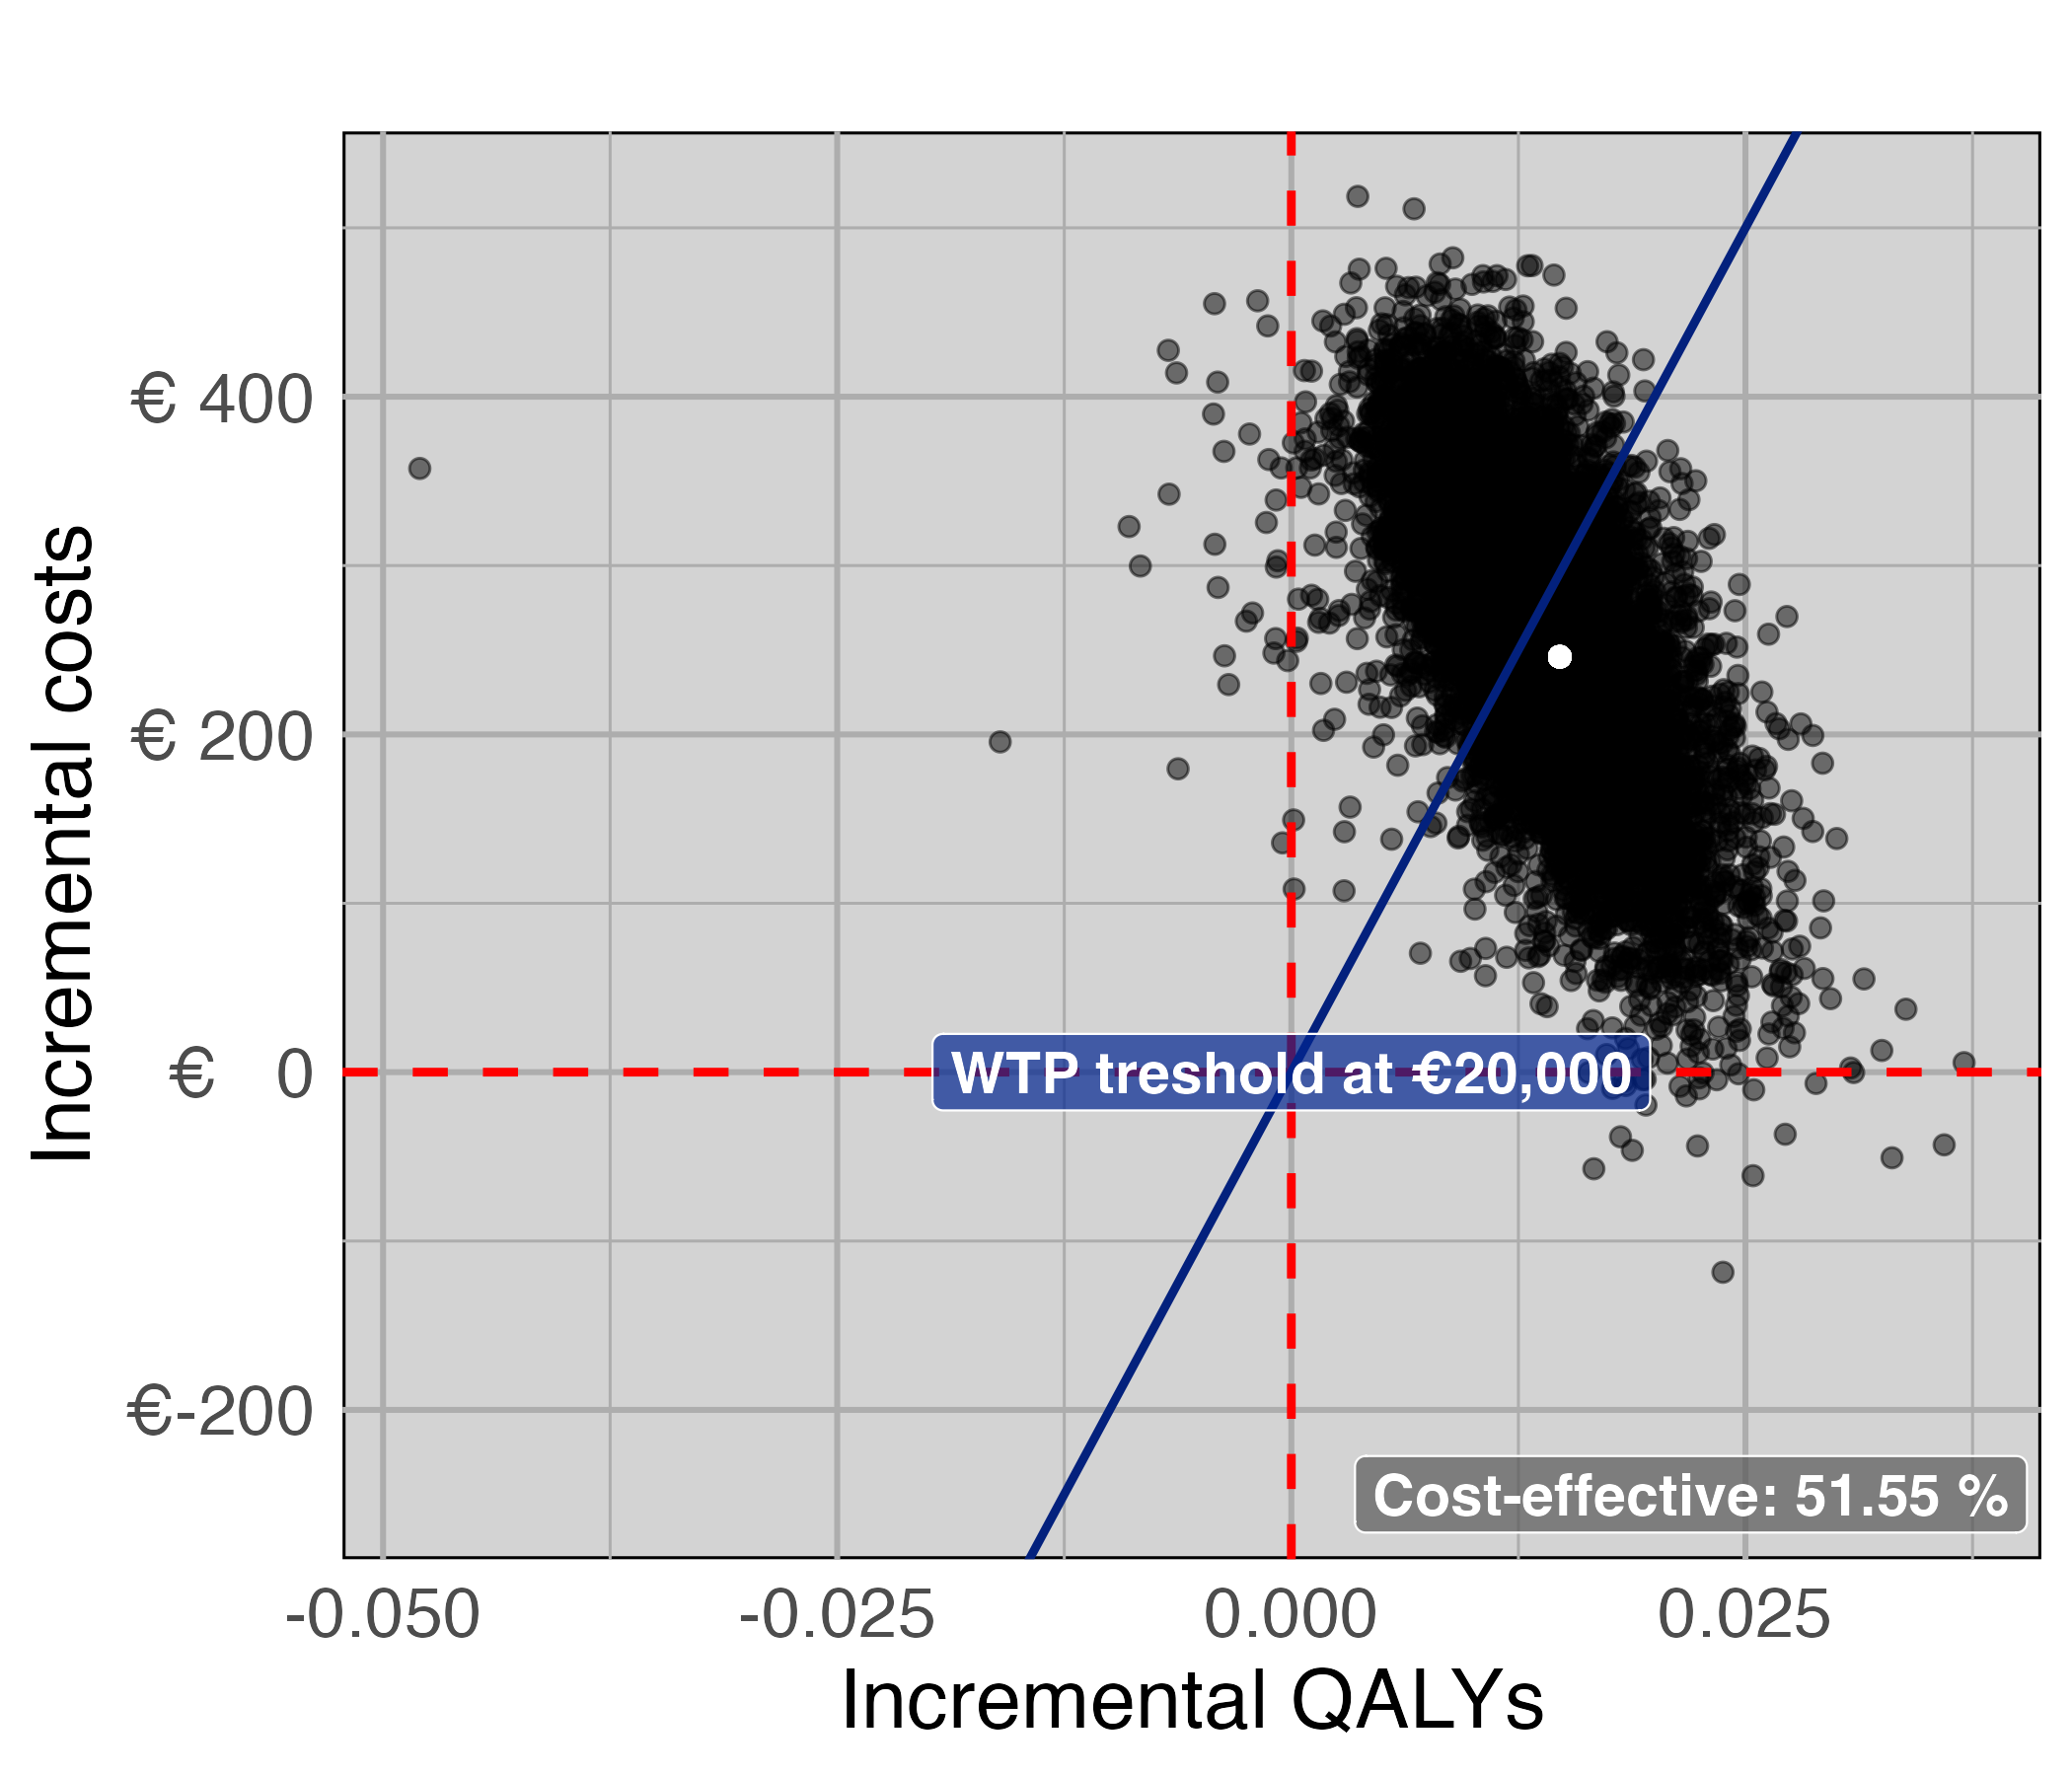 Incremental costs
€ 400
€ 200
€ 0
€-200
WTP treshold at €20,000
Cost-effective: 51.55 %
-0.050
-0.025
0.000
0.025
Incremental QALYs